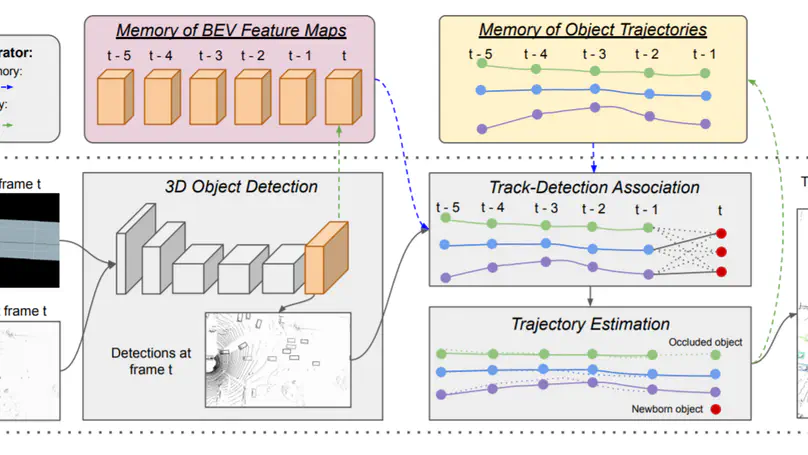 rator:
nory:
y:
Memory of BEV Feature Maps
t - 5 t - 4 t - 3 t - 2 t - 1 t
Memory of Object Trajectories
t - 5 t - 4 t - 3 t - 2 t - 1
frame t
t frame t
3D Object Detection
Detections at
frame t
Track-Detection Association
t - 5 t - 4 t - 3 t - 2 t - 1 t
Trajectory Estimation
Occluded object
Newborn object
T